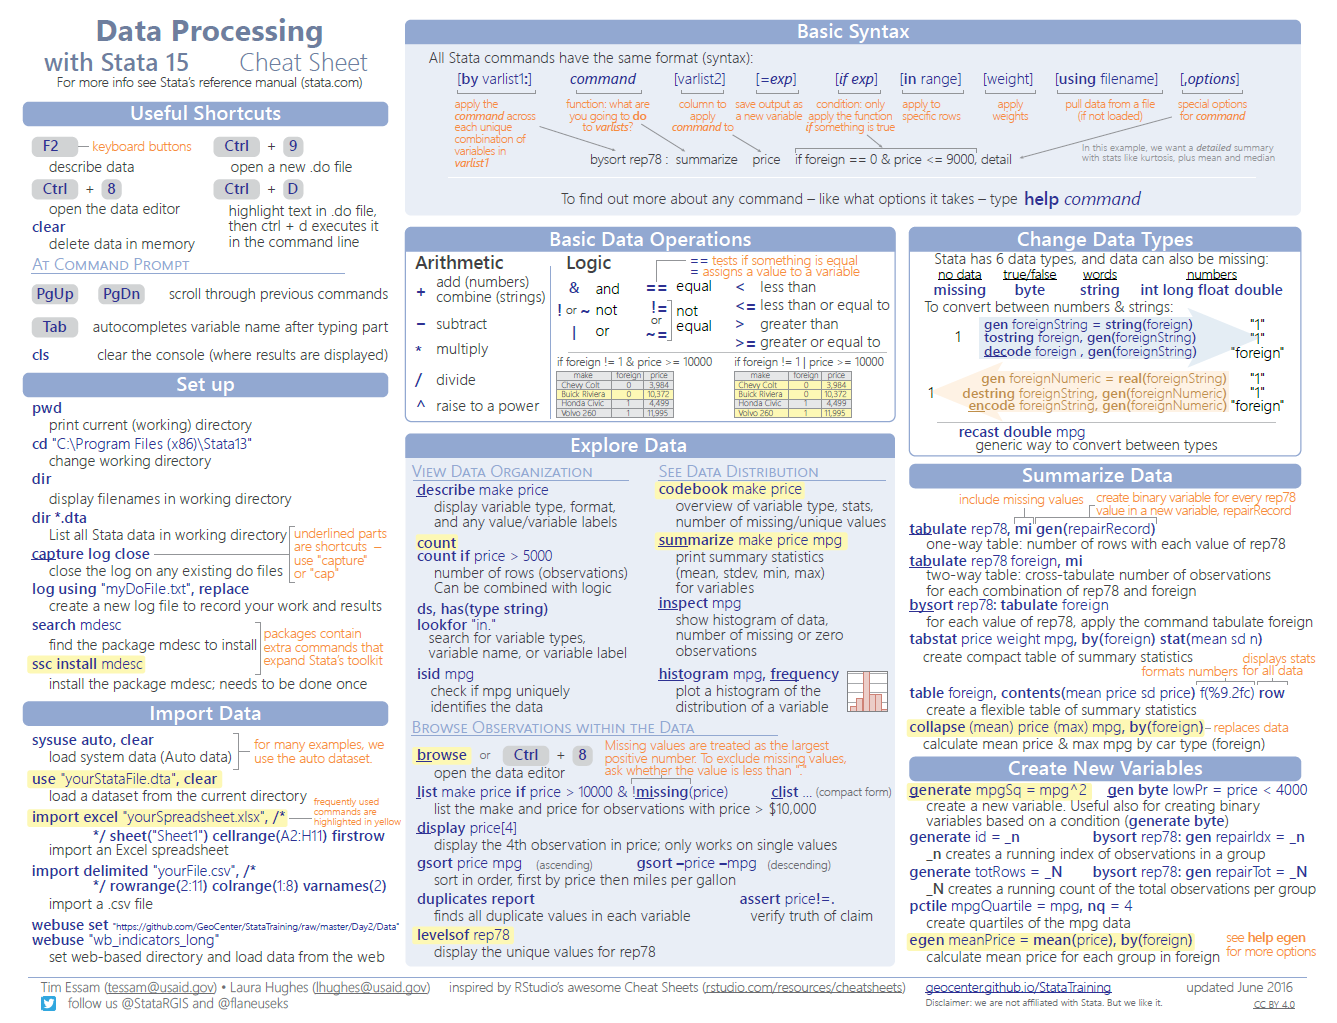 Data Processing
with Stata 15 Cheat Sheet
For more info see Stata's reference manual (stata.com)
Useful Shortcuts
F2 keyboard buttons
describe data
Ctrl + 9
open a new .do file
Ctrl + 8
open the data editor
Ctrl + D
highlight text in .do file,
then ctrl + d executes it
in the command line
clear
delete data in memory
AT COMMAND PROMPT
PgUp PgDn scroll through previous commands
Tab autocompletes variable name after typing part
cls clear the console (where results are displayed)
Set up
pwd
print current (working) directory
cd "C:\Program Files (x86)\Stata13"
change working directory
dir
display filenames in working directory
dir *.dta
List all Stata data in working directory
capture log close
close the log on any existing do files
underlined parts
are shortcuts –
use "capture"
or "cap"
log using "myDoFile.txt", replace
create a new log file to record your work and results
search mdesc
find the package mdesc to install
ssc install mdesc
install the package mdesc; needs to be done once
packages contain
extra commands that
expand Stata's toolkit
Import Data
sysuse auto, clear
load system data (Auto data)
for many examples, we
use the auto dataset.
use "yourStataFile.dta", clear
load a dataset from the current directory
frequently used
commands are
highlighted in yellow
import excel "yourSpreadsheet.xlsx", /*
*/ sheet("Sheet1") cellrange(A2:H11) firstrow
import an Excel spreadsheet
import delimited "yourFile.csv", /*
*/ rowrange(2:11) colrange(1:8) varnames(2)
import a .csv file
webuse set "https://github.com/GeoCenter/StataTraining/raw/master/Day2/Data"
webuse "wb_indicators_long"
set web-based directory and load data from the web
Basic Syntax
All Stata commands have the same format (syntax):
[by varlist1:] command [varlist2] [=exp] [if exp] [in range] [weight] [using filename] [,options]
apply the
command across
each unique
combination of
variables in
varlist1
function: what are
you going to do
to varlists?
column to
apply
command to
save output as
a new variable
condition: only
apply the function
if something is true
apply to
specific rows
apply
weights
pull data from a file
(if not loaded)
special options
for command
bysort rep78 : summarize price if foreign == 0 & price <= 9000, detail
In this example, we want a detailed summary
with stats like kurtosis, plus mean and median
To find out more about any command – like what options it takes – type help command
Basic Data Operations
Arithmetic
+ add (numbers)
combine (strings)
− subtract
* multiply
/ divide
^ raise to a power
Logic
== tests if something is equal
= assigns a value to a variable
& and
! or ~ not
| or
== equal
!= not
or
~= equal
< less than
<= less than or equal to
> greater than
>= greater or equal to
if foreign != 1 & price >= 10000
make foreign price
Chevy Colt 0 3,984
Buick Riviera 0 10,372
Honda Civic 1 4,499
Volvo 260 1 11,995
if foreign != 1 | price >= 10000
make foreign price
Chevy Colt 0 3,984
Buick Riviera 0 10,372
Honda Civic 1 4,499
Volvo 260 1 11,995
Explore Data
VIEW DATA ORGANIZATION
describe make price
display variable type, format,
and any value/variable labels
count
count if price > 5000
number of rows (observations)
Can be combined with logic
ds, has(type string)
lookfor "in."
search for variable types,
variable name, or variable label
isid mpg
check if mpg uniquely
identifies the data
SEE DATA DISTRIBUTION
codebook make price
overview of variable type, stats,
number of missing/unique values
summarize make price mpg
print summary statistics
(mean, stdev, min, max)
for variables
inspect mpg
show histogram of data,
number of missing or zero
observations
histogram mpg, frequency
plot a histogram of the
distribution of a variable
BROWSE OBSERVATIONS WITHIN THE DATA
browse or Ctrl + 8
open the data editor
Missing values are treated as the largest
positive number. To exclude missing values,
ask whether the value is less than "."
list make price if price > 10000 & !missing(price) clist ... (compact form)
list the make and price for observations with price > $10,000
display price[4]
display the 4th observation in price; only works on single values
gsort price mpg (ascending) gsort –price –mpg (descending)
sort in order, first by price then miles per gallon
duplicates report
finds all duplicate values in each variable
assert price!=.
verify truth of claim
levelsof rep78
display the unique values for rep78
Change Data Types
Stata has 6 data types, and data can also be missing:
no data true/false words numbers
missing byte string int long float double
To convert between numbers & strings:
1
gen foreignString = string(foreign) "1"
tostring foreign, gen(foreignString) "1"
decode foreign , gen(foreignString) "foreign"
1
gen foreignNumeric = real(foreignString) "1"
destring foreignString, gen(foreignNumeric) "1"
encode foreignString, gen(foreignNumeric) "foreign"
recast double mpg
generic way to convert between types
Summarize Data
include missing values
create binary variable for every rep78
value in a new variable, repairRecord
tabulate rep78, mi gen(repairRecord)
one-way table: number of rows with each value of rep78
tabulate rep78 foreign, mi
two-way table: cross-tabulate number of observations
for each combination of rep78 and foreign
bysort rep78: tabulate foreign
for each value of rep78, apply the command tabulate foreign
tabstat price weight mpg, by(foreign) stat(mean sd n)
create compact table of summary statistics
formats numbers
displays stats
for all data
table foreign, contents(mean price sd price) f(%9.2fc) row
create a flexible table of summary statistics
collapse (mean) price (max) mpg, by(foreign) – replaces data
calculate mean price & max mpg by car type (foreign)
Create New Variables
generate mpgSq = mpg^2 gen byte lowPr = price < 4000
create a new variable. Useful also for creating binary
variables based on a condition (generate byte)
generate id = _n bysort rep78: gen repairIdx = _n
_n creates a running index of observations in a group
generate totRows = _N bysort rep78: gen repairTot = _N
_N creates a running count of the total observations per group
pctile mpgQuartile = mpg, nq = 4
create quartiles of the mpg data
egen meanPrice = mean(price), by(foreign)
calculate mean price for each group in foreign
see help egen
for more options
Tim Essam (tessam@usaid.gov) • Laura Hughes (lhughes@usaid.gov)
follow us @StataRGIS and @flaneuseks
inspired by RStudio's awesome Cheat Sheets (rstudio.com/resources/cheatsheets)
geocenter.github.io/StataTraining
Disclaimer: we are not affiliated with Stata. But we like it.
updated June 2016
CC BY 4.0